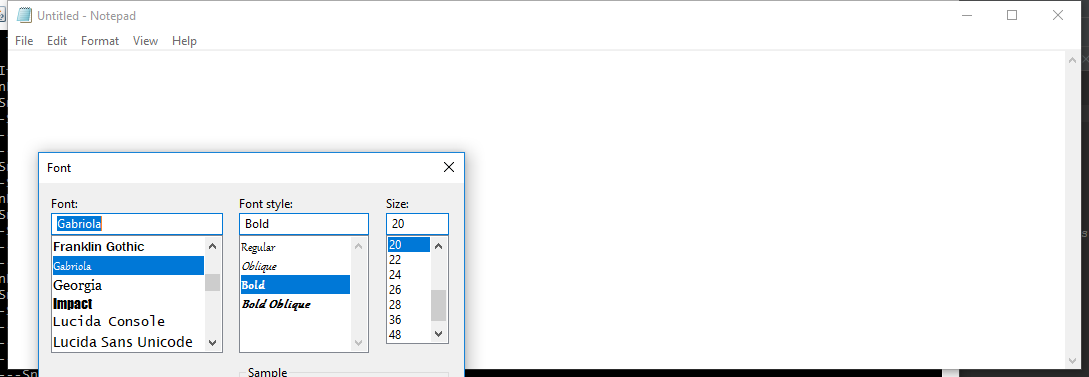 Untitled - Notepad
File Edit Format View Help
Font
Font: Font style: Size:
Gabriola Bold 20
Franklin Gothic Regular 20
Gabriola Oblique 22
Georgia Bold 24
Impact Bold Oblique 26
Lucida Console 28
Lucida Sans Unicode 36
48
Sample